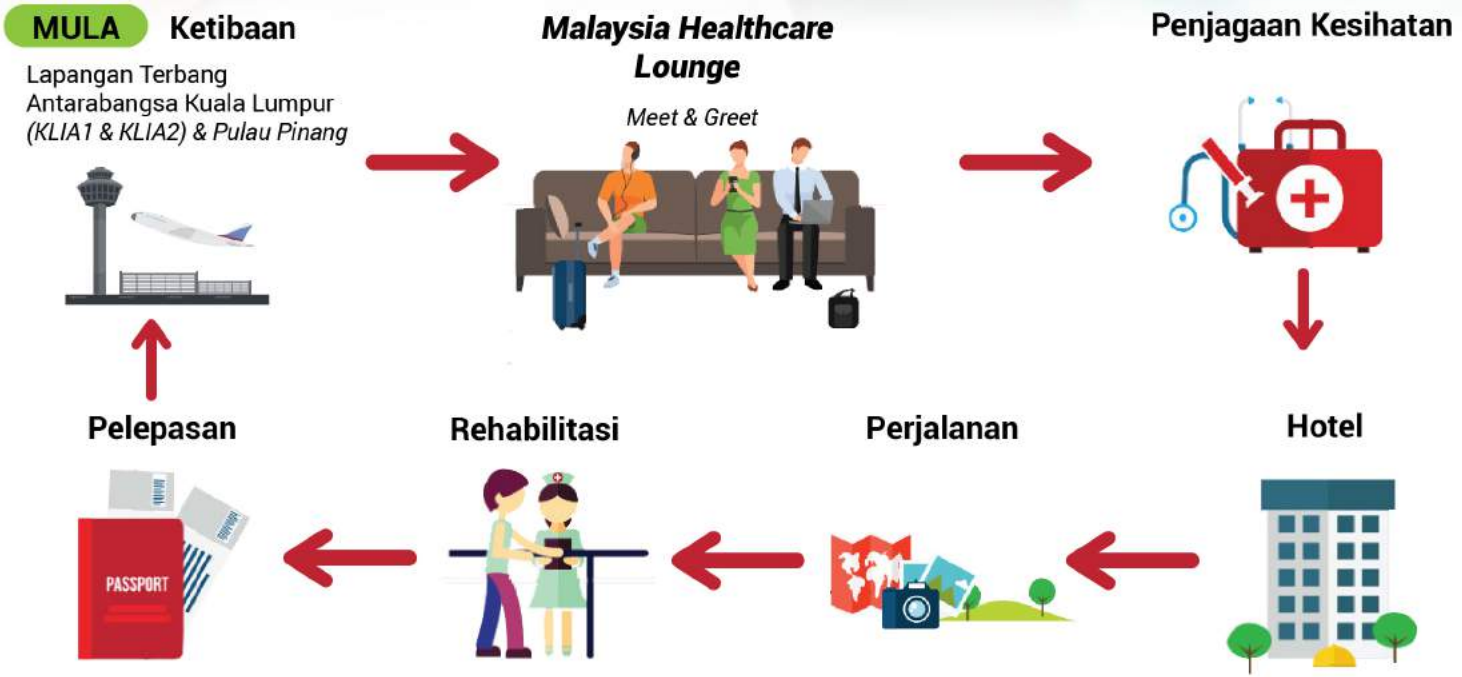 MULA Ketibaan
Lapangan Terbang
Antarabangsa Kuala Lumpur
(KLIA1 & KLIA2) & Pulau Pinang
Malaysia Healthcare
Lounge
Meet & Greet
Penjagaan Kesihatan
Hotel
Perjalanan
Rehabilitasi
Pelepasan
PASSPORT